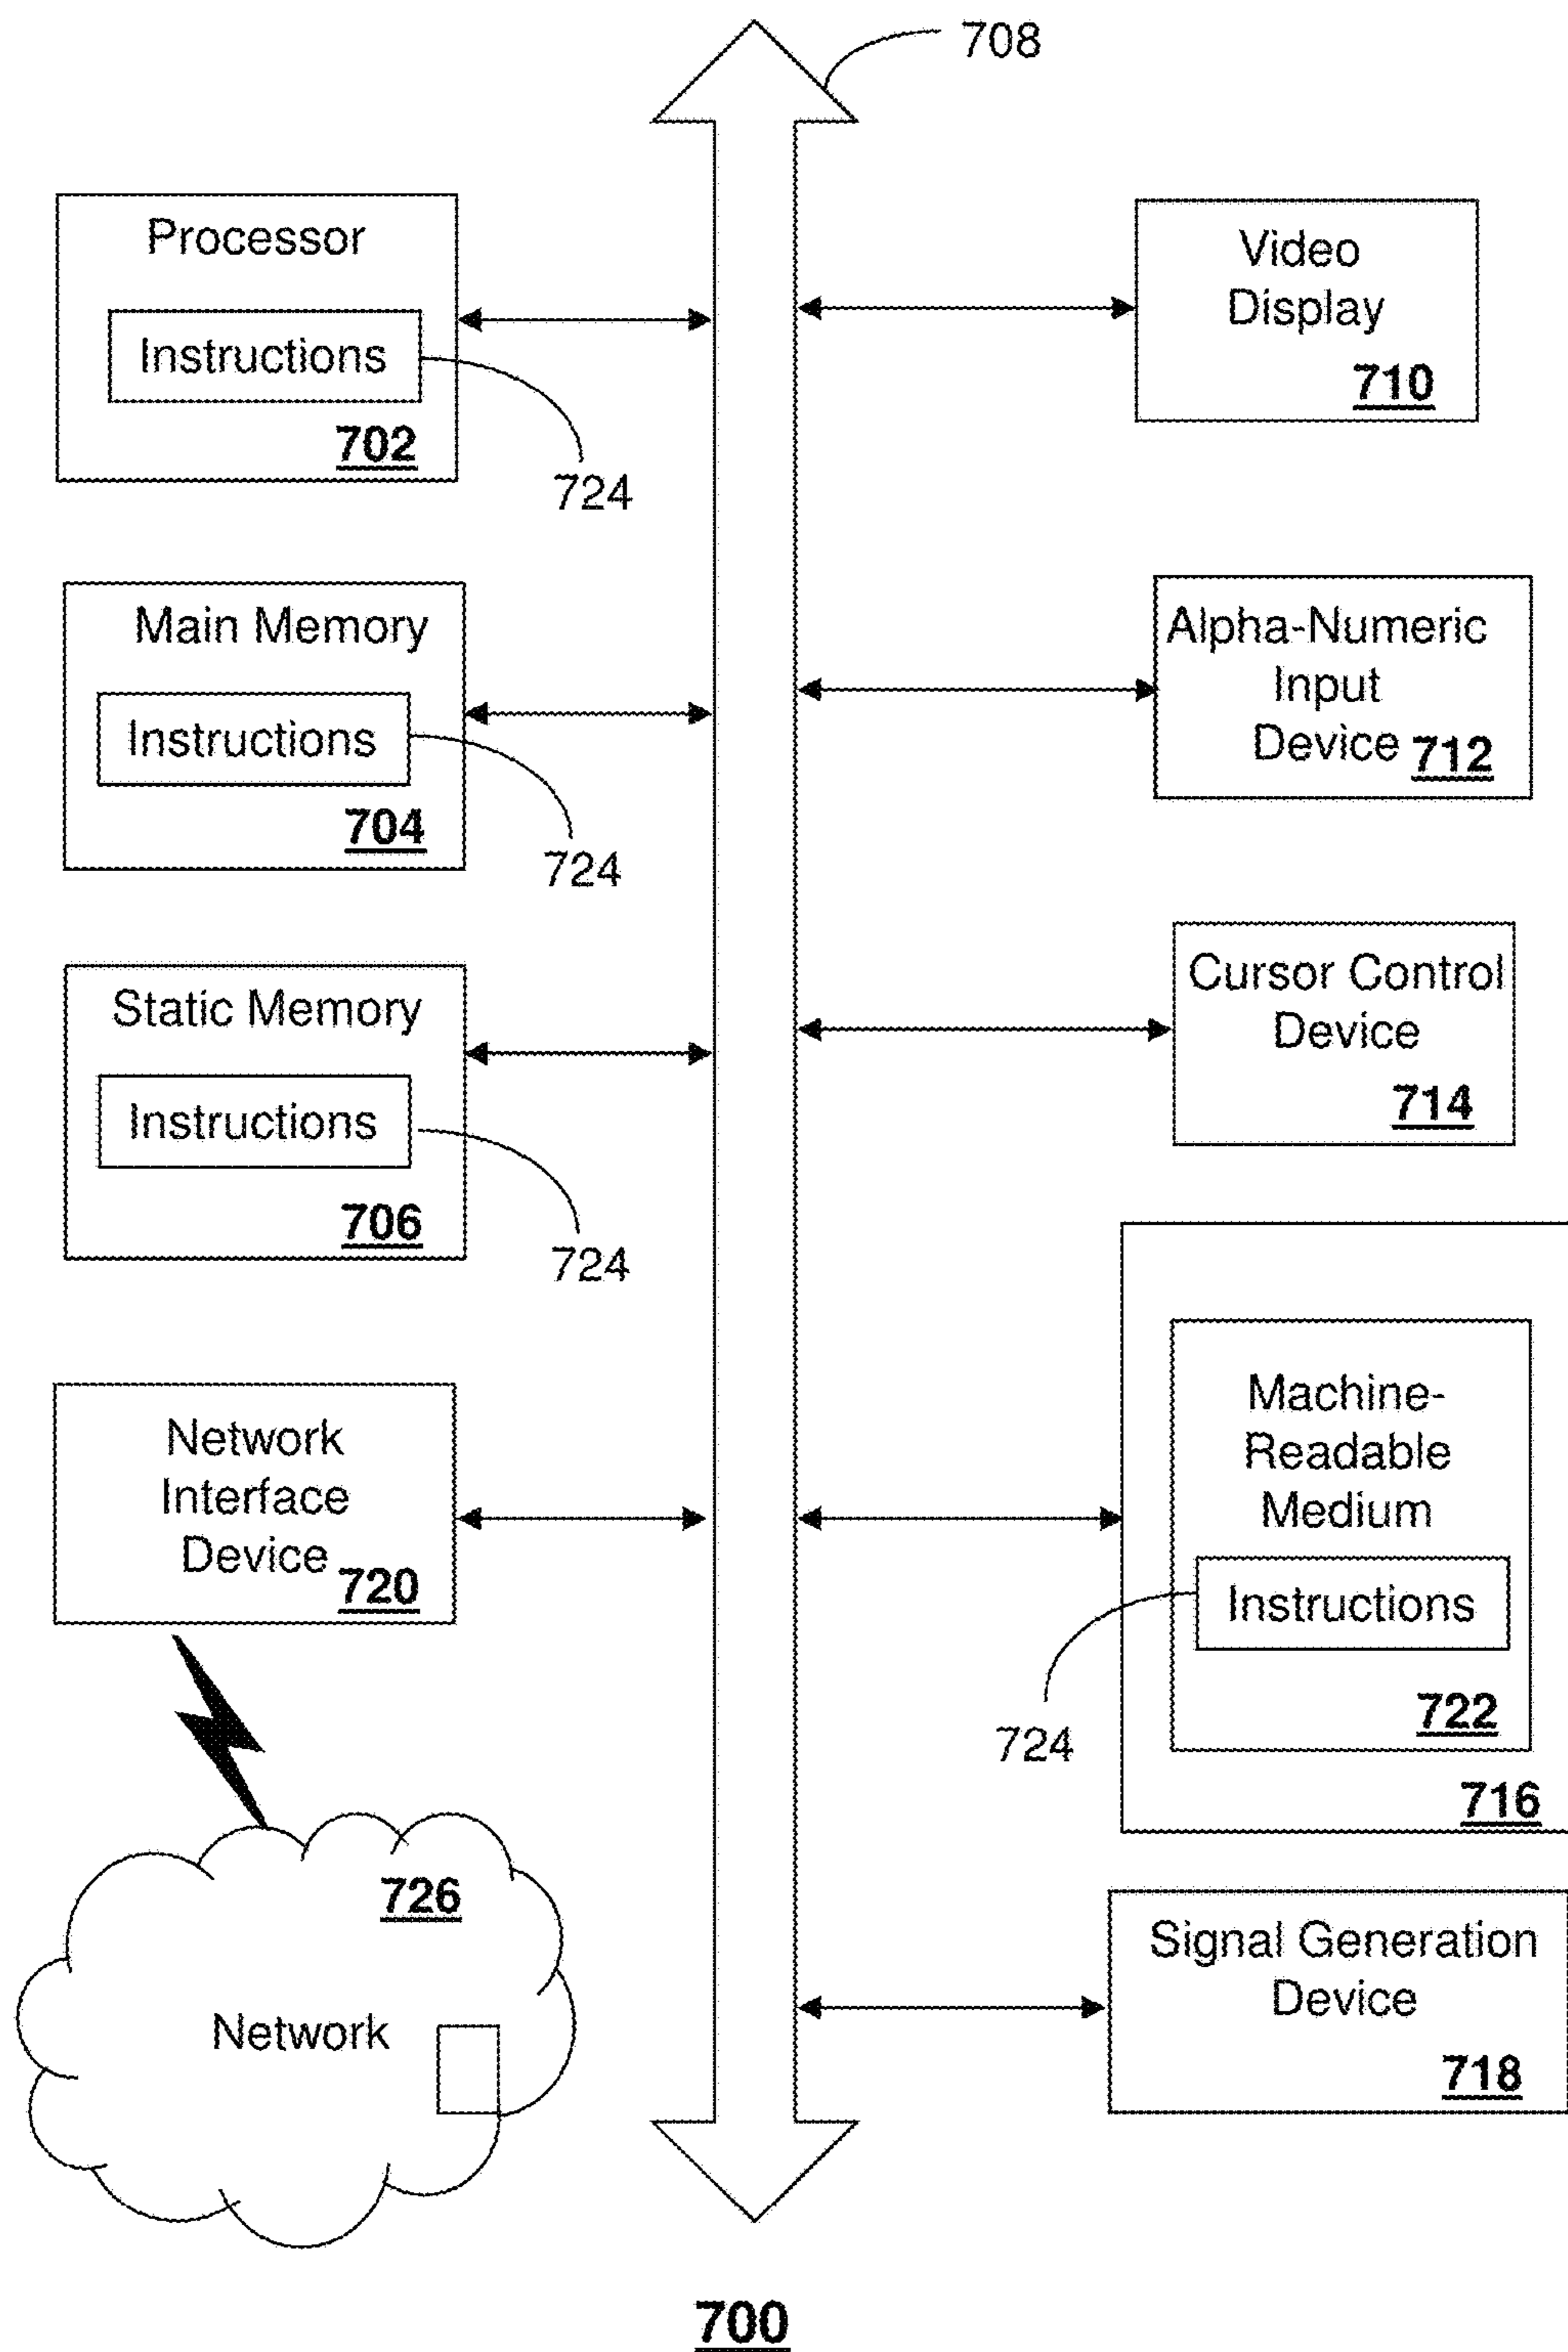 708
Processor
Instructions
702
724
Main Memory
Instructions
704
724
Static Memory
Instructions
706
724
Network
Interface
Device
720
726
Network
Video
Display
710
Alpha-Numeric
Input
Device
712
Cursor Control
Device
714
Machine-
Readable
Medium
Instructions
724
722
716
Signal Generation
Device
718
700